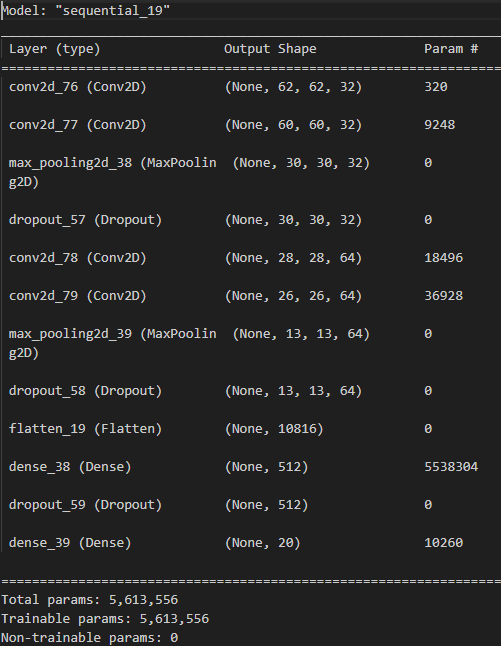 Model: "sequential_19"
Layer (type) Output Shape Param #
conv2d_76 (Conv2D) (None, 62, 62, 32) 320
conv2d_77 (Conv2D) (None, 60, 60, 32) 9248
max_pooling2d_38 (MaxPoolin (None, 30, 30, 32) 0
g2D)
dropout_57 (Dropout) (None, 30, 30, 32) 0
conv2d_78 (Conv2D) (None, 28, 28, 64) 18496
conv2d_79 (Conv2D) (None, 26, 26, 64) 36928
max_pooling2d_39 (MaxPoolin (None, 13, 13, 64) 0
g2D)
dropout_58 (Dropout) (None, 13, 13, 64) 0
flatten_19 (Flatten) (None, 10816) 0
dense_38 (Dense) (None, 512) 5538304
dropout_59 (Dropout) (None, 512) 0
dense_39 (Dense) (None, 20) 10260
Total params: 5,613,556
Trainable params: 5,613,556
Non-trainable params: 0